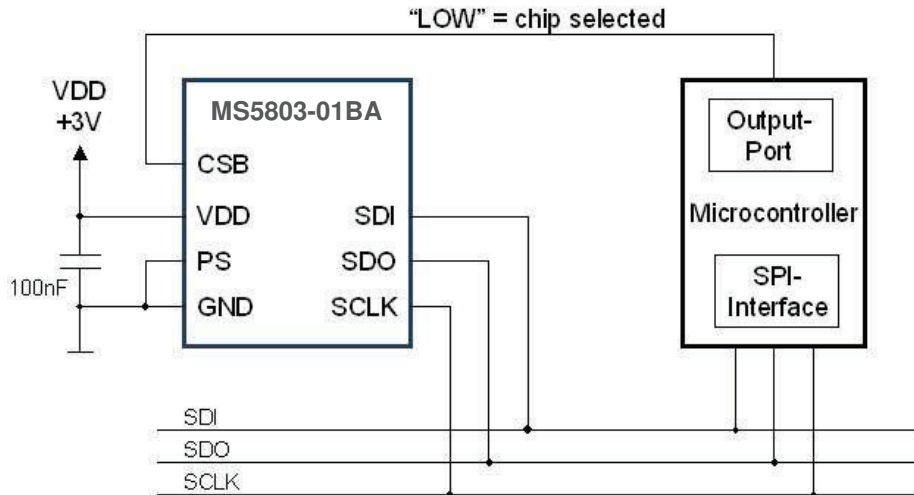 “LOW” = chip selected
VDD
+3V
MS5803-01BA
CSB
VDD
PS
GND
SDI
SDO
SCLK
100nF
Output-
Port
Microcontroller
SPI-
Interface
SDI
SDO
SCLK